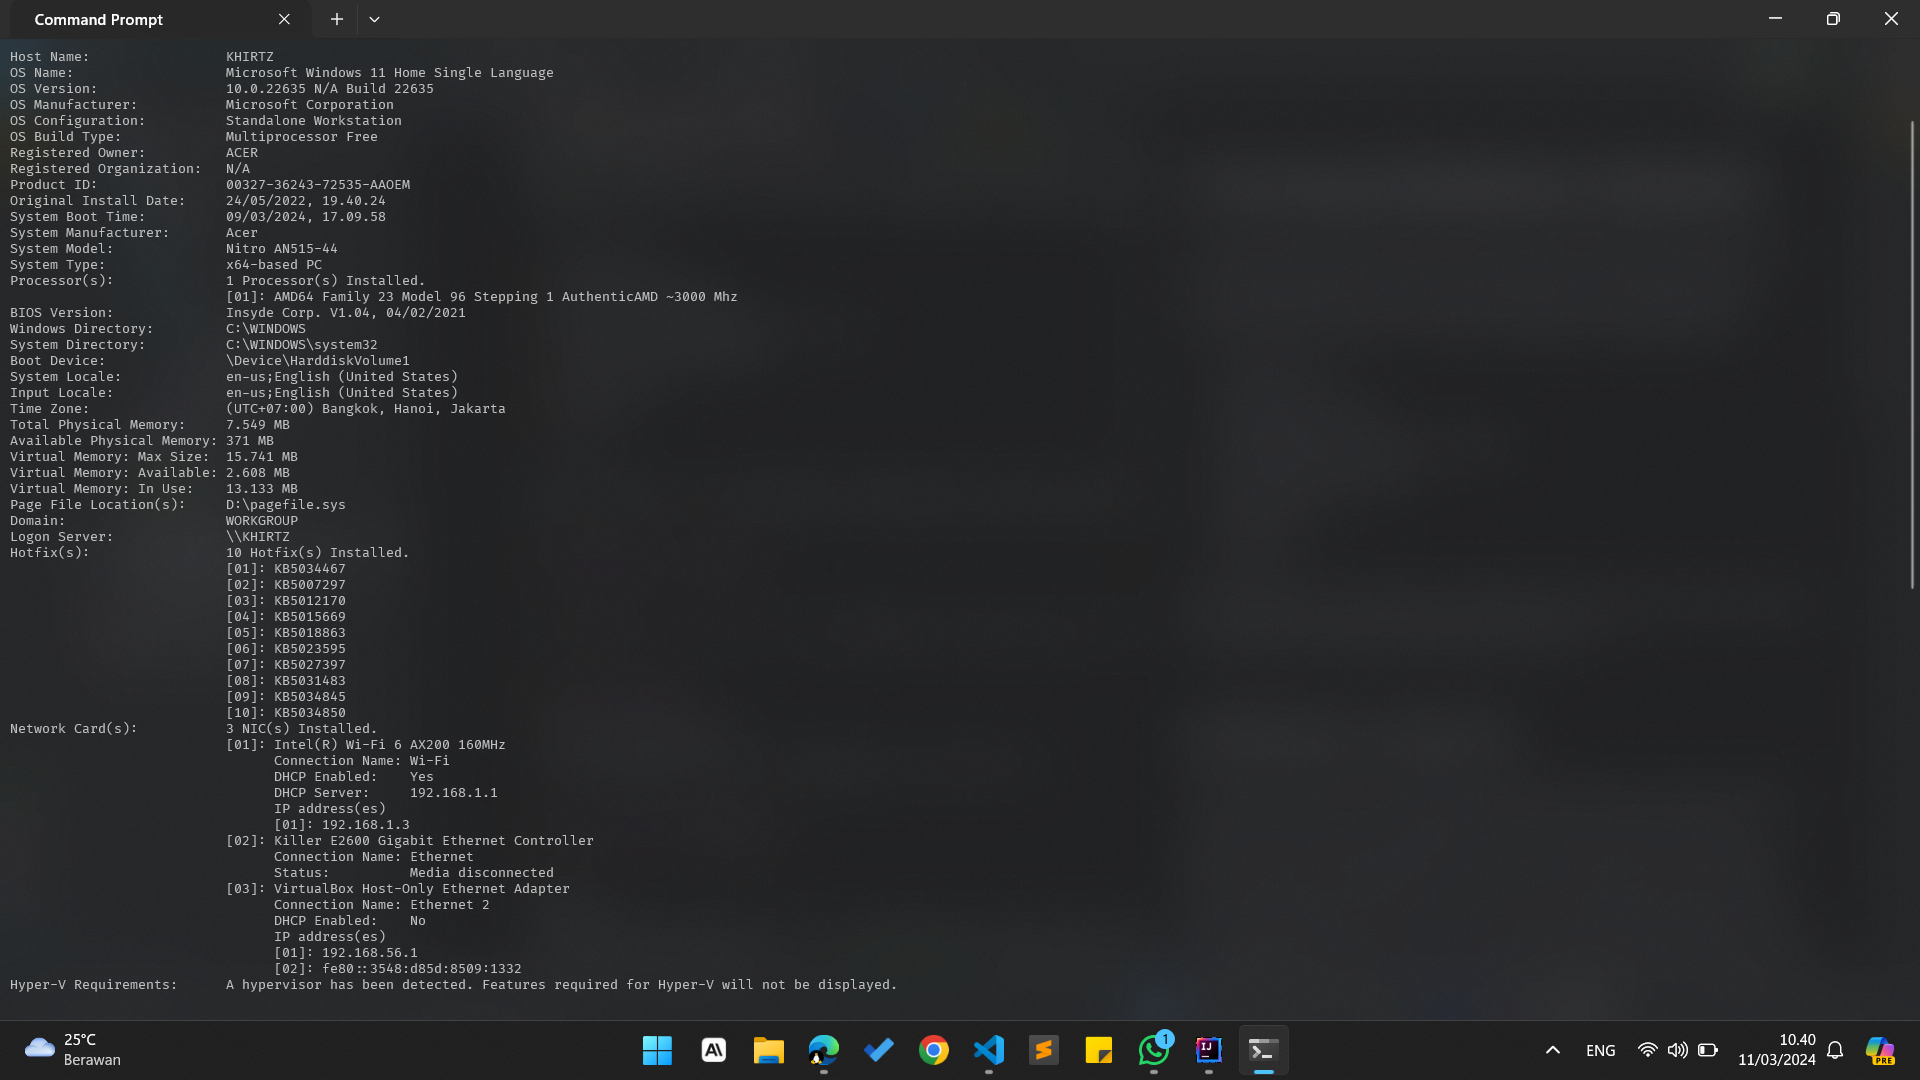 Command Prompt
Host Name: KHIRTZ
OS Name: Microsoft Windows 11 Home Single Language
OS Version: 10.0.22635 N/A Build 22635
OS Manufacturer: Microsoft Corporation
OS Configuration: Standalone Workstation
OS Build Type: Multiprocessor Free
Registered Owner: ACER
Registered Organization: N/A
Product ID: 00327-36243-72535-AAOEM
Original Install Date: 24/05/2022, 19.40.24
System Boot Time: 09/03/2024, 17.09.58
System Manufacturer: Acer
System Model: Nitro AN515-44
System Type: x64-based PC
Processor(s): 1 Processor(s) Installed.
[01]: AMD64 Family 23 Model 96 Stepping 1 AuthenticAMD ~3000 Mhz
BIOS Version: Insyde Corp. V1.04, 04/02/2021
Windows Directory: C:\WINDOWS
System Directory: C:\WINDOWS\system32
Boot Device: \Device\HarddiskVolume1
System Locale: en-us;English (United States)
Input Locale: en-us;English (United States)
Time Zone: (UTC+07:00) Bangkok, Hanoi, Jakarta
Total Physical Memory: 7.549 MB
Available Physical Memory: 371 MB
Virtual Memory: Max Size: 15.741 MB
Virtual Memory: Available: 2.608 MB
Virtual Memory: In Use: 13.133 MB
Page File Location(s): D:\pagefile.sys
Domain: WORKGROUP
Logon Server: \\KHIRTZ
Hotfix(s): 10 Hotfix(s) Installed.
[01]: KB5034467
[02]: KB5007297
[03]: KB5012170
[04]: KB5015669
[05]: KB5018863
[06]: KB5023595
[07]: KB5027397
[08]: KB5031483
[09]: KB5034845
[10]: KB5034850
Network Card(s): 3 NIC(s) Installed.
[01]: Intel(R) Wi-Fi 6 AX200 160MHz
Connection Name: Wi-Fi
DHCP Enabled: Yes
DHCP Server: 192.168.1.1
IP address(es)
[01]: 192.168.1.3
[02]: Killer E2600 Gigabit Ethernet Controller
Connection Name: Ethernet
Status: Media disconnected
[03]: VirtualBox Host-Only Ethernet Adapter
Connection Name: Ethernet 2
DHCP Enabled: No
IP address(es)
[01]: 192.168.56.1
[02]: fe80::3548:d85d:8509:1332
Hyper-V Requirements: A hypervisor has been detected. Features required for Hyper-V will not be displayed.
25°C
Berawan
AI
1
IJ
ENG
10.40
11/03/2024
PRE